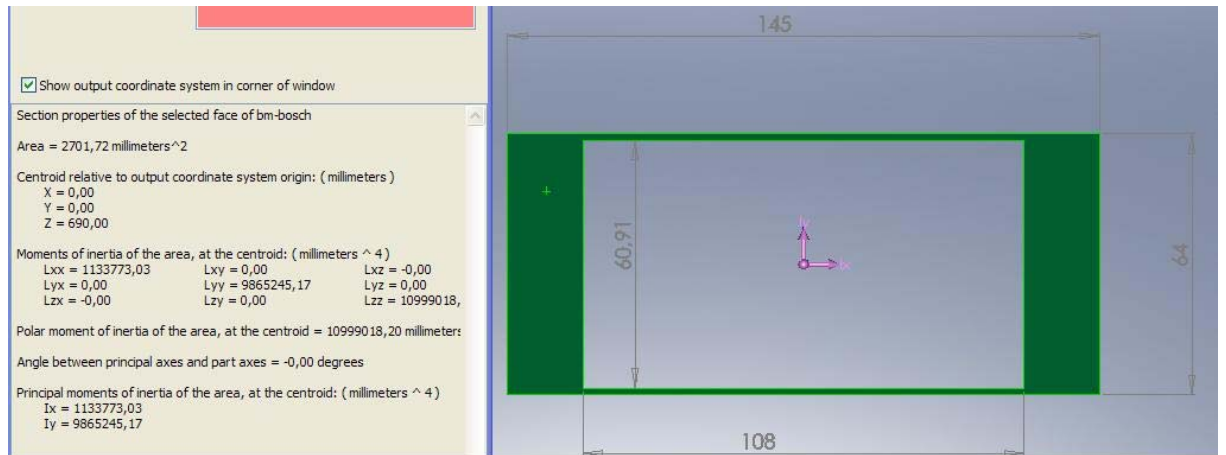 Show output coordinate system in corner of window
Section properties of the selected face of bm-bosch
Area = 2701,72 millimeters^2
Centroid relative to output coordinate system origin: ( millimeters )
X = 0,00
Y = 0,00
Z = 690,00
Moments of inertia of the area, at the centroid: ( millimeters ^ 4 )
Lxx = 1133773,03 Lxy = 0,00 Lxz = -0,00
Lyx = 0,00 Lyy = 9865245,17 Lyz = 0,00
Lzx = -0,00 Lzy = 0,00 Lzz = 10999018,
Polar moment of inertia of the area, at the centroid = 10999018,20 millimeters
Angle between principal axes and part axes = -0,00 degrees
Principal moments of inertia of the area, at the centroid: ( millimeters ^ 4 )
Ix = 1133773,03
Iy = 9865245,17
145
60,91
Iy
Ix
64
108